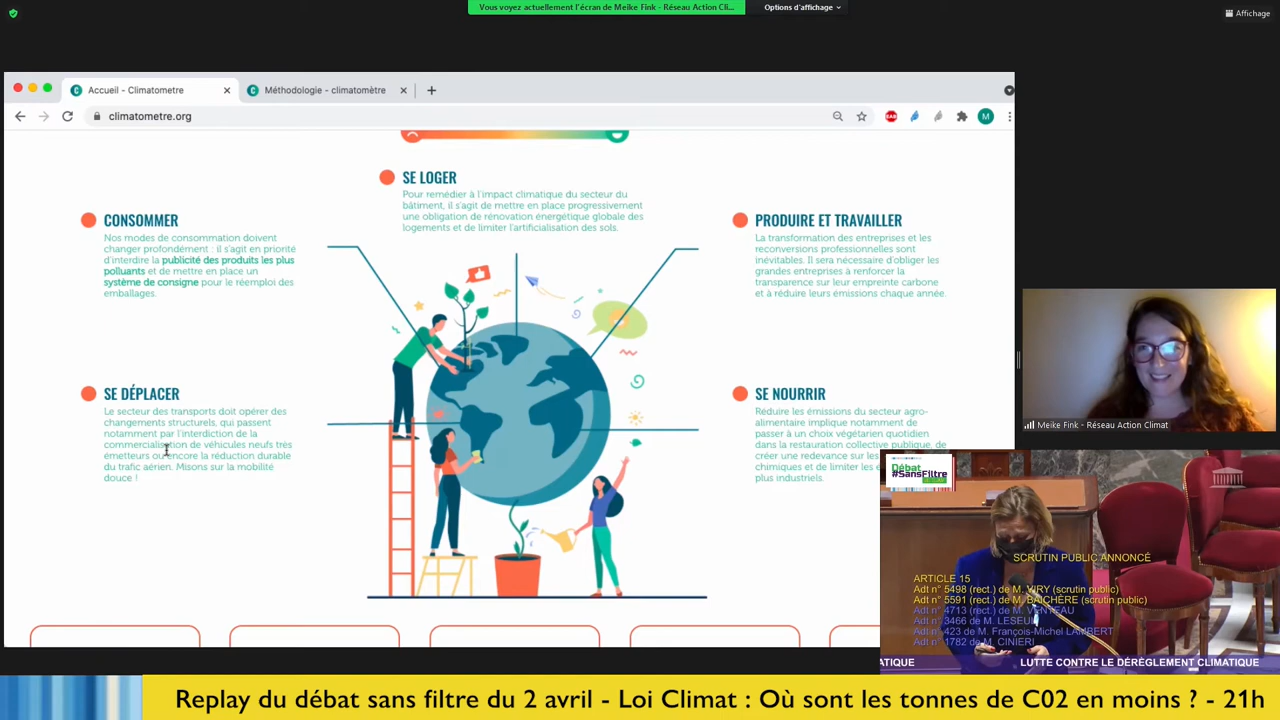 Vous voyez actuellement l'écran de Meike Fink - Réseau Action Cli...
Options d'affichage
Affichage
Accueil - Climatometre
Méthodologie - climatomètre
climatometre.org
EAB
M
SE LOGER
Pour remédier à l'impact climatique du secteur du
bâtiment, il s'agit de mettre en place progressivement
une obligation de rénovation énergétique globale des
logements et de limiter l'artificialisation des sols.
CONSOMMER
Nos modes de consommation doivent
changer profondément : il s'agit en priorité
d'interdire la publicité des produits les plus
polluants et de mettre en place un
système de consigne pour le réemploi des
emballages.
PRODUIRE ET TRAVAILLER
La transformation des entreprises et les
reconversions professionnelles sont
inévitables. Il sera nécessaire d'obliger les
grandes entreprises à renforcer la
transparence sur leur empreinte carbone
et à réduire leurs émissions chaque année.
SE DÉPLACER
Le secteur des transports doit opérer des
changements structurels, qui passent
notamment par l'interdiction de la
commercialisation de véhicules neufs très
émetteurs ou encore la réduction durable
du trafic aérien. Misons sur la mobilité
douce !
SE NOURRIR
Réduire les émissions du secteur agro-
alimentaire implique notamment de
passer à un choix végétarien quotidien
dans la restauration collective publique, de
créer une redevance sur les
chimiques et de limiter les
plus industriels.
Meike Fink - Réseau Action Climat
Débat
#SansFiltre
SCRUTIN PUBLIC ANNONCÉ
ARTICLE 15
Adt n° 5498 (rect.) de M. VIRY (scrutin public)
Adt n° 5591 (rect.) de M. BAICHÈRE (scrutin public)
Adt n° 4713 (rect.) de M. VENTEAU
Adt n° 3466 de M. LESEUL
Adt n° 423 de M. François-Michel LAMBERT
Adt n° 1782 de M. CINIERI
ATIQUE LUTTE CONTRE LE DÉRÈGLEMENT CLIMATIQUE
Replay du débat sans filtre du 2 avril - Loi Climat : Où sont les tonnes de C02 en moins ? - 21h